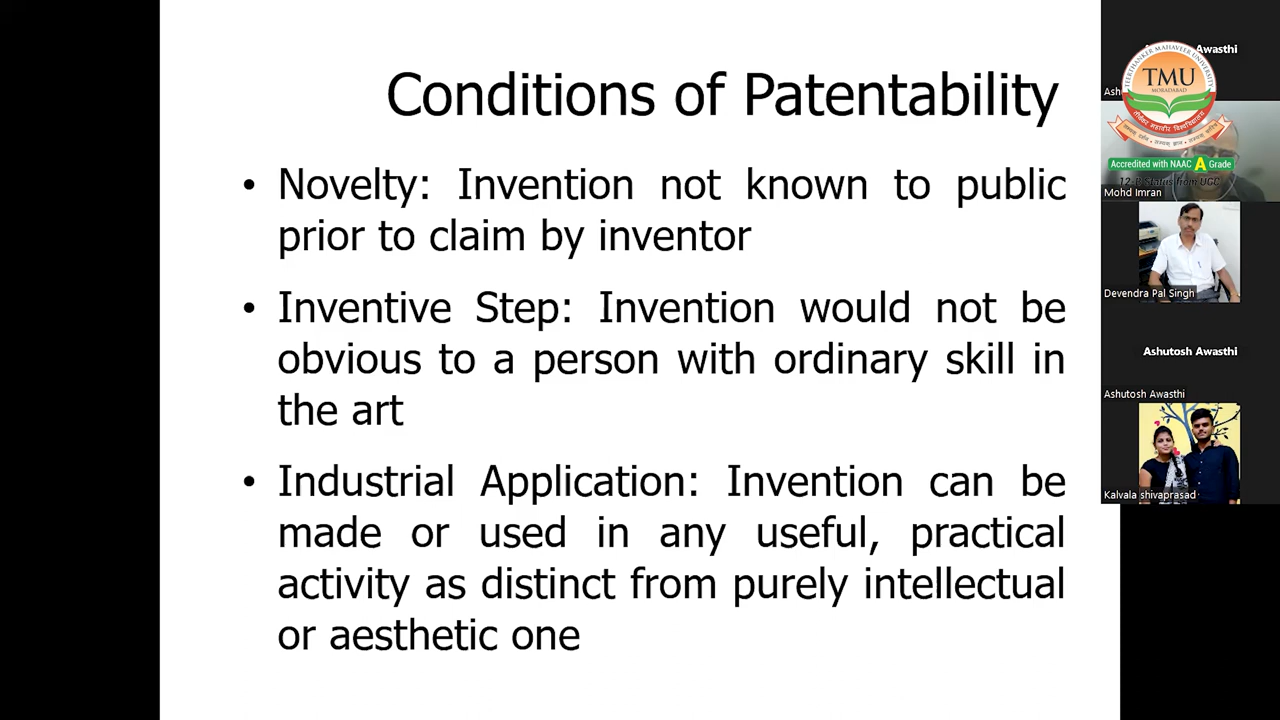 Conditions of Patentability
• Novelty: Invention not known to public
prior to claim by inventor
• Inventive Step: Invention would not be
obvious to a person with ordinary skill in
the art
• Industrial Application: Invention can be
made or used in any useful, practical
activity as distinct from purely intellectual
or aesthetic one
Awasthi
Ash
TEERTHANKER MAHAVEER UNIVERSITY
TMU
MORADABAD
Accredited with NAAC A Grade
12-B Status from UGC
Mohd Imran
Devendra Pal Singh
Ashutosh Awasthi
Ashutosh Awasthi
Kalvala shivaprasad